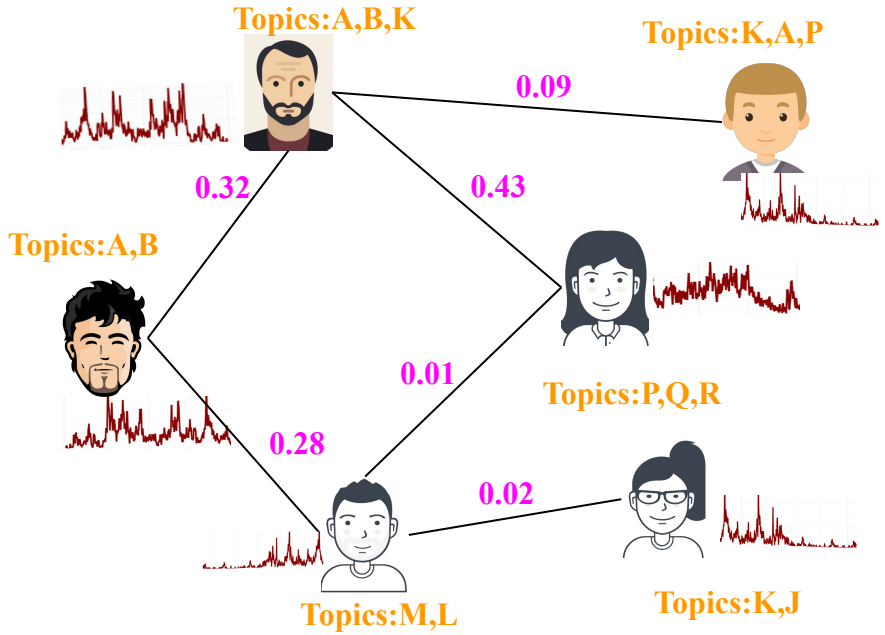 Topics:A,B,K
Topics:K,A,P
0.09
0.32
0.43
Topics:A,B
0.01
Topics:P,Q,R
0.28
0.02
Topics:M,L
Topics:K,J